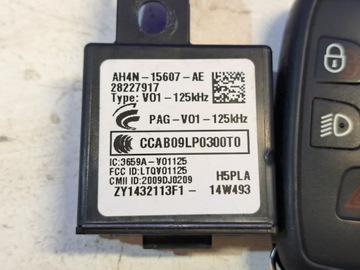 AH4N-15607-AE
28227917
Type: V01-125kHz
PAG-V01-125kHz
CCAB09LP0300T0
IC:3659A-V01125
FCC ID:LTQV01125
CMII ID:2009DJ0209
H5PLA
ZY1432113F1 - 14W493